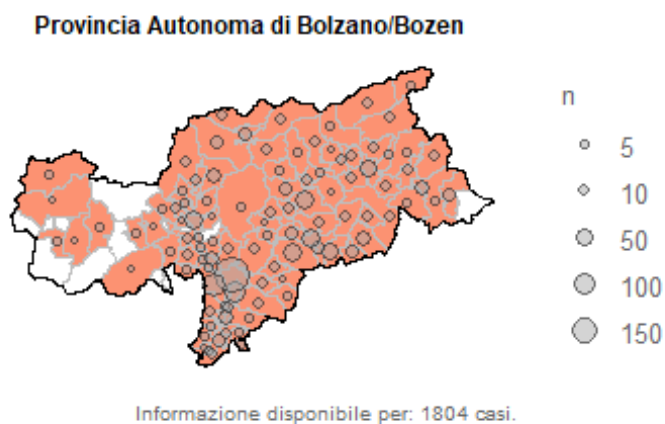 Provincia Autonoma di Bolzano/Bozen
n
5
10
50
100
150
Informazione disponibile per: 1804 casi.